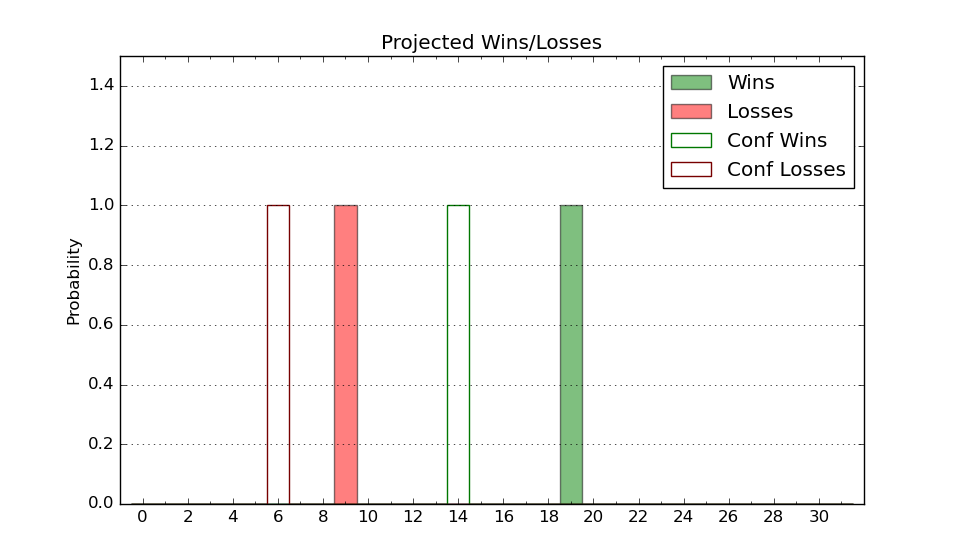 Projected Wins/Losses
Wins
Losses
Conf Wins
Conf Losses
Probability
1.4
1.2
1.0
0.8
0.6
0.4
0.2
0.0
0 2 4 6 8 10 12 14 16 18 20 22 24 26 28 30